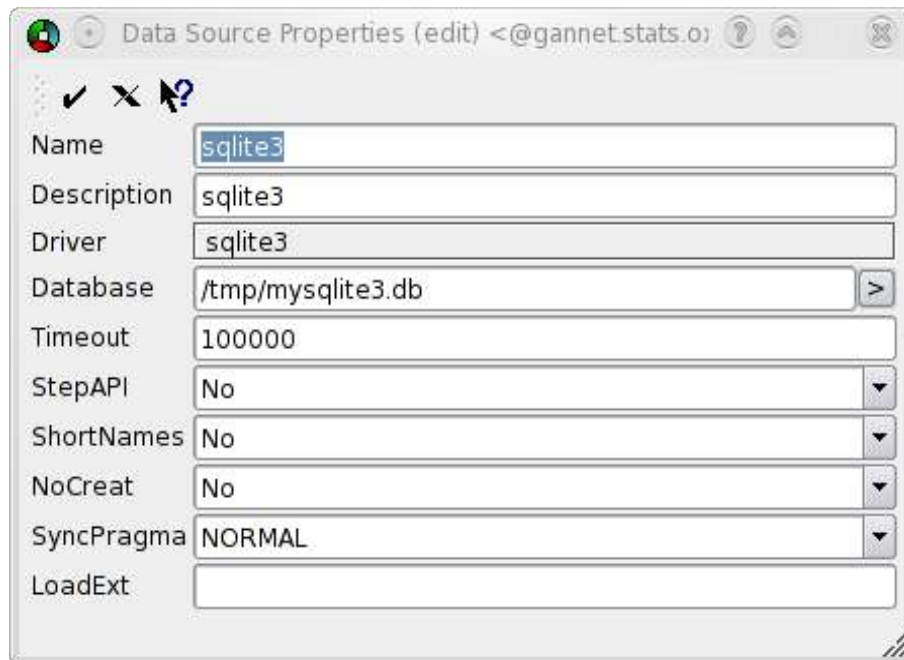 Data Source Properties (edit) <@gannet.stats.o
Name sqlite3
Description sqlite3
Driver sqlite3
Database /tmp/mysqlite3.db >
Timeout 100000
StepAPI No
ShortNames No
NoCreat No
SyncPragma NORMAL
LoadExt